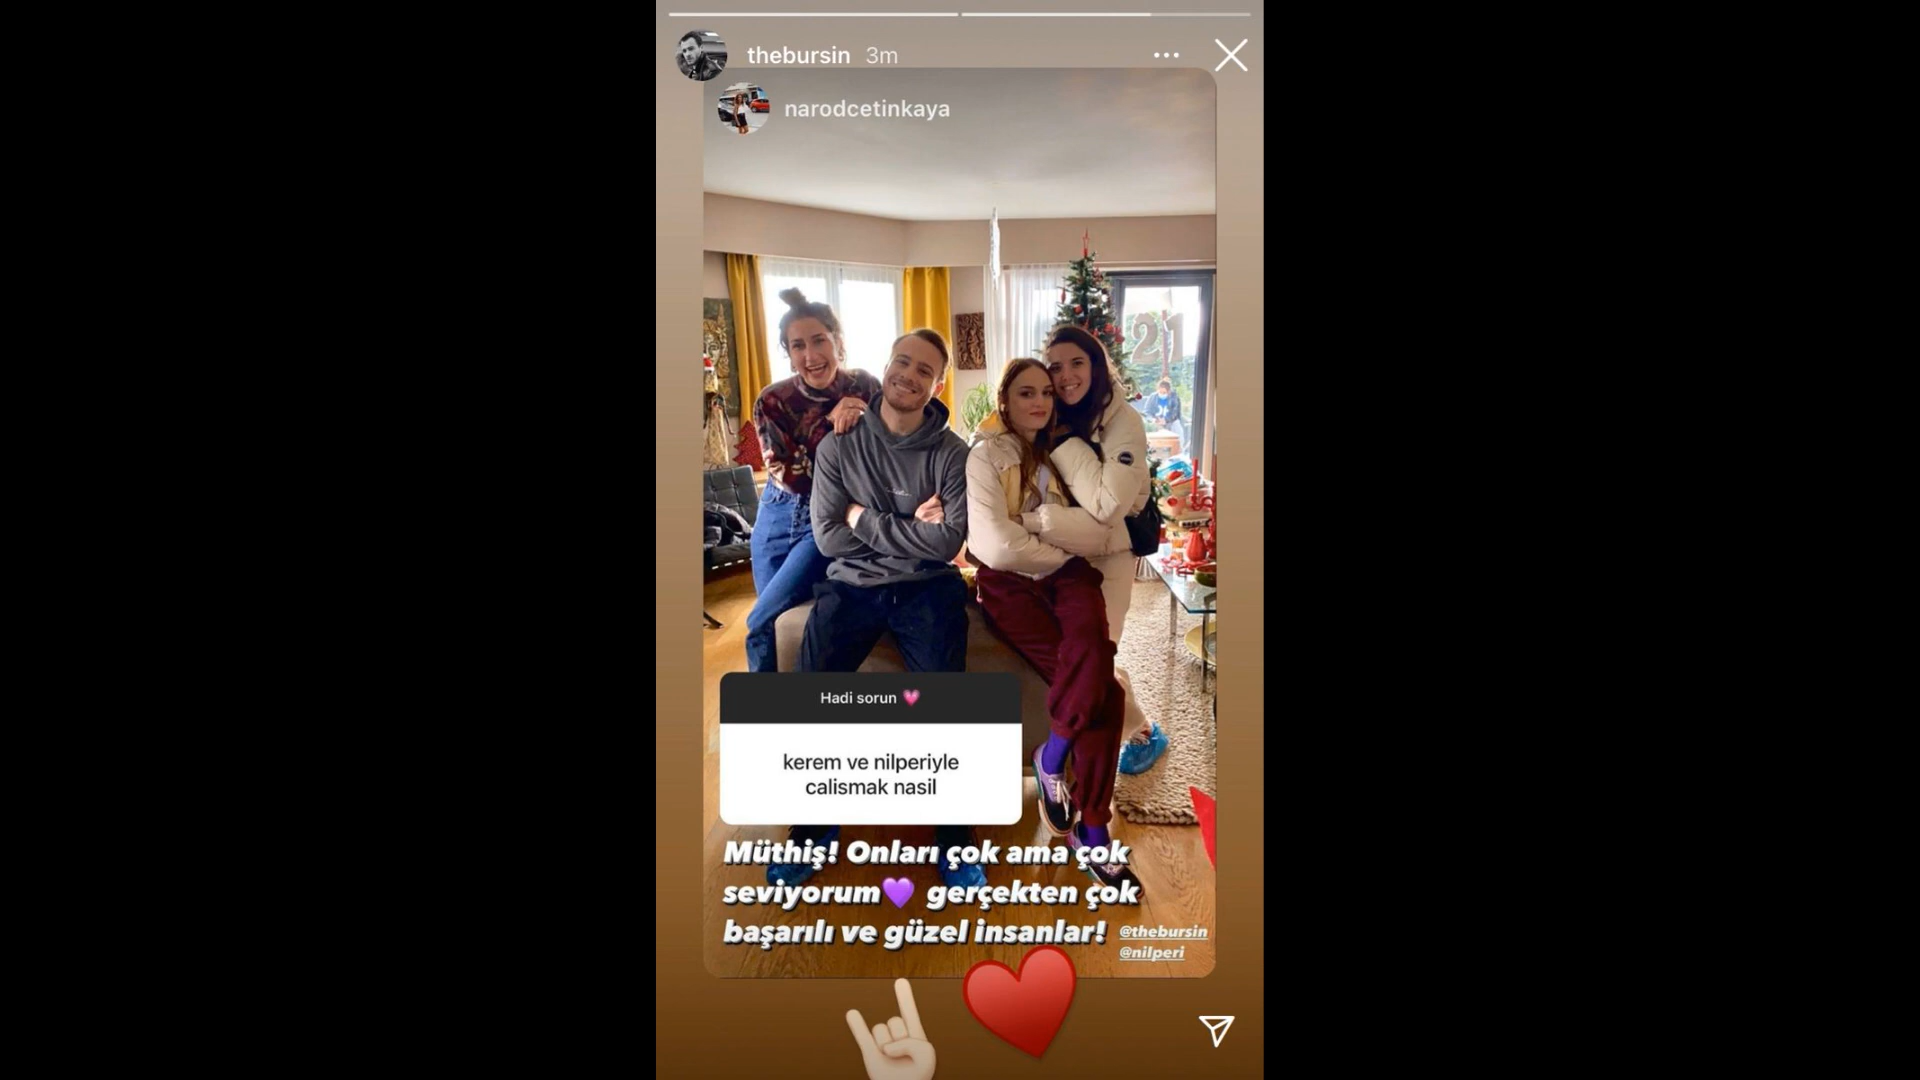 thebursin 3m
narodcetinkaya
21
Hadi sorun 💗
kerem ve nilperiyle
calismak nasil
Müthiş! Onları çok ama çok
seviyorum💜 gerçekten çok
başarılı ve güzel insanlar!
@thebursin
@nilperi